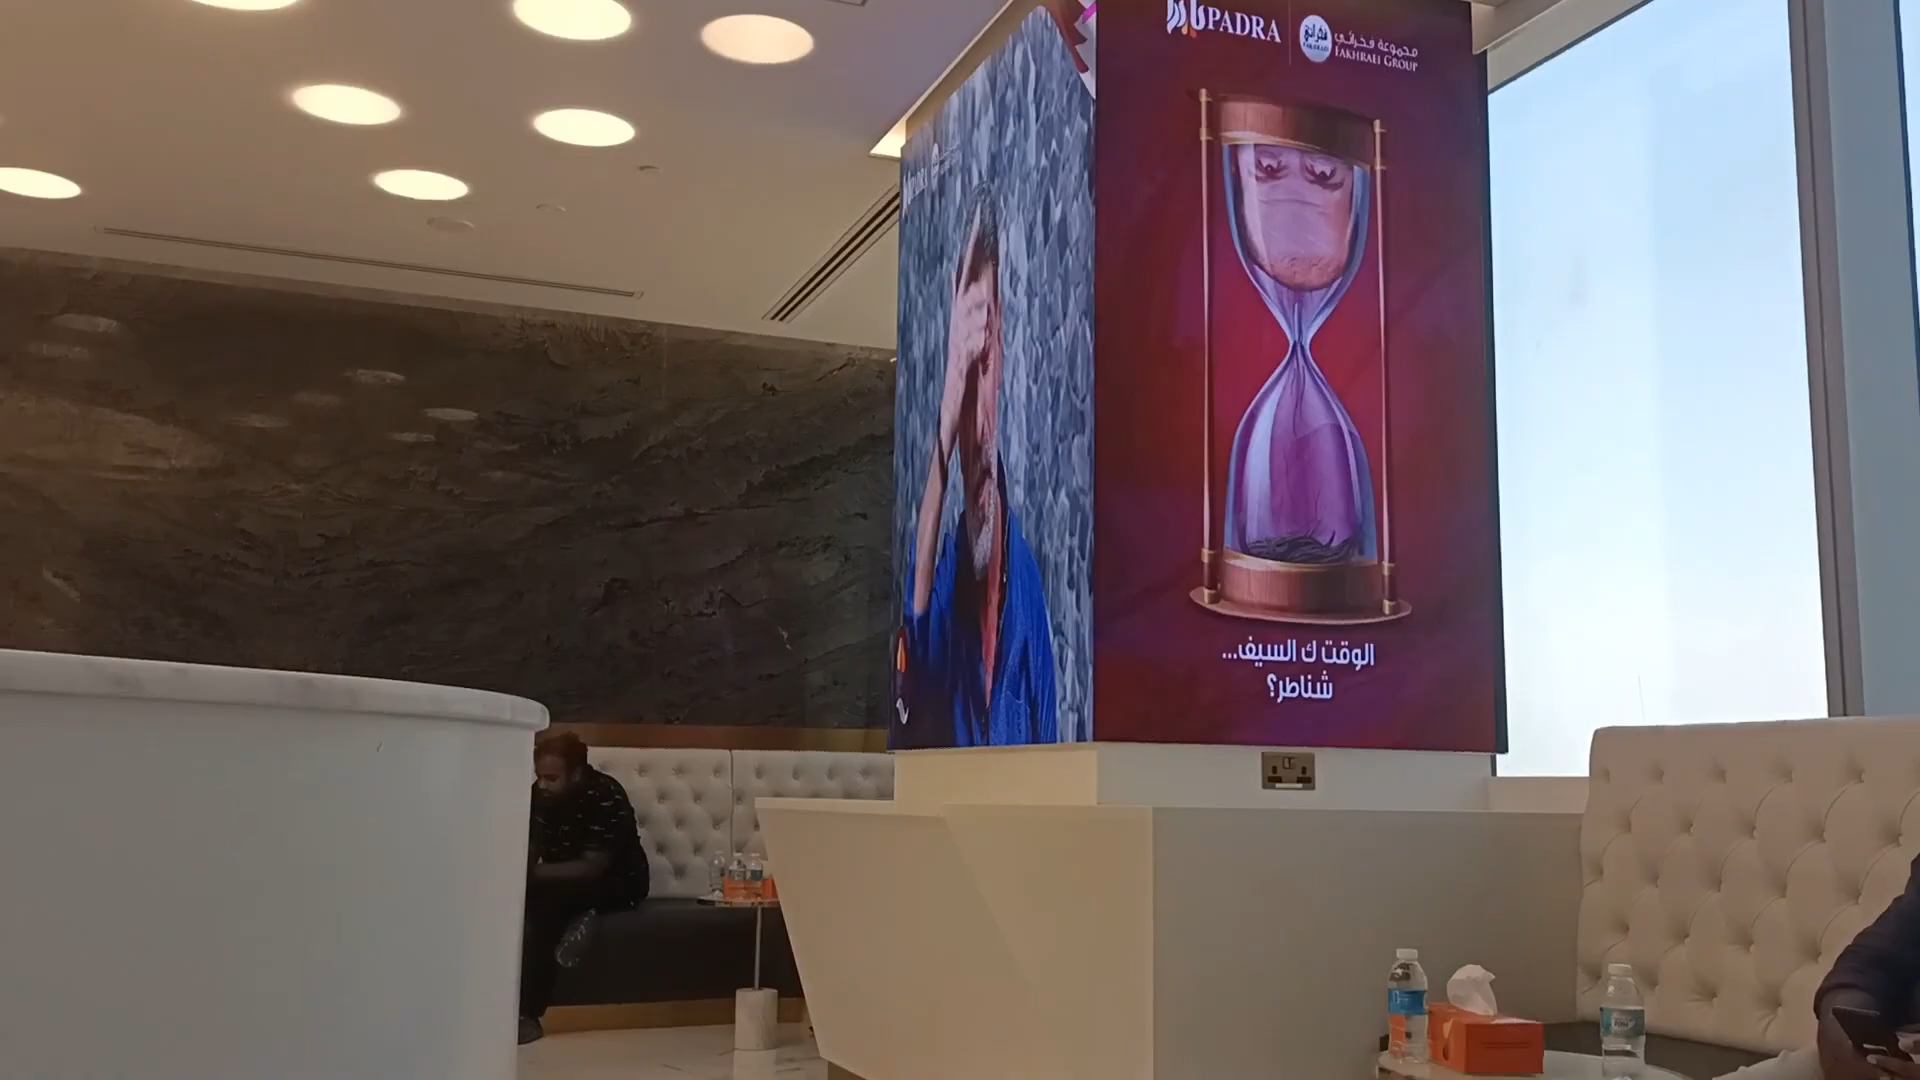 PADRA
مجموعة فخرائي
FAKHRAEI GROUP
الوقت ك السيف...
شناطر؟